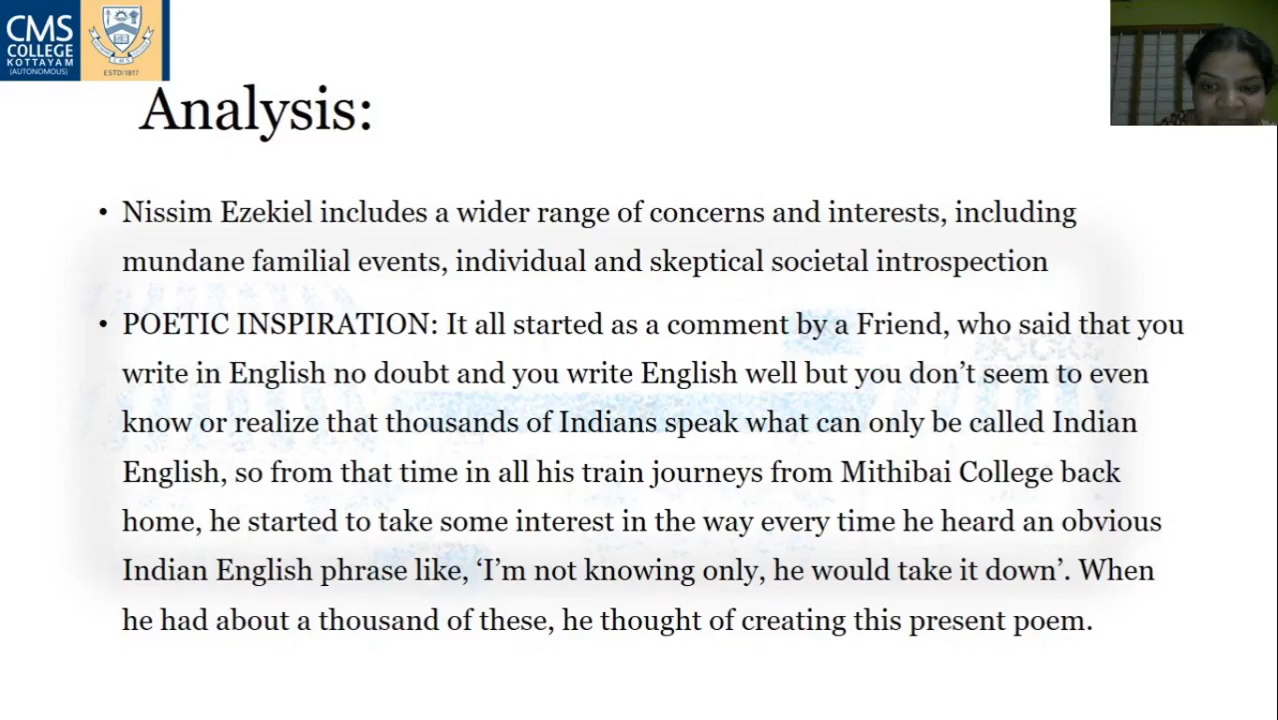 CMS
COLLEGE
KOTTAYAM
(AUTONOMOUS)
ESTD:1817
Analysis:
• Nissim Ezekiel includes a wider range of concerns and interests, including
mundane familial events, individual and skeptical societal introspection
• POETIC INSPIRATION: It all started as a comment by a Friend, who said that you
write in English no doubt and you write English well but you don’t seem to even
know or realize that thousands of Indians speak what can only be called Indian
English, so from that time in all his train journeys from Mithibai College back
home, he started to take some interest in the way every time he heard an obvious
Indian English phrase like, ‘I’m not knowing only, he would take it down’. When
he had about a thousand of these, he thought of creating this present poem.